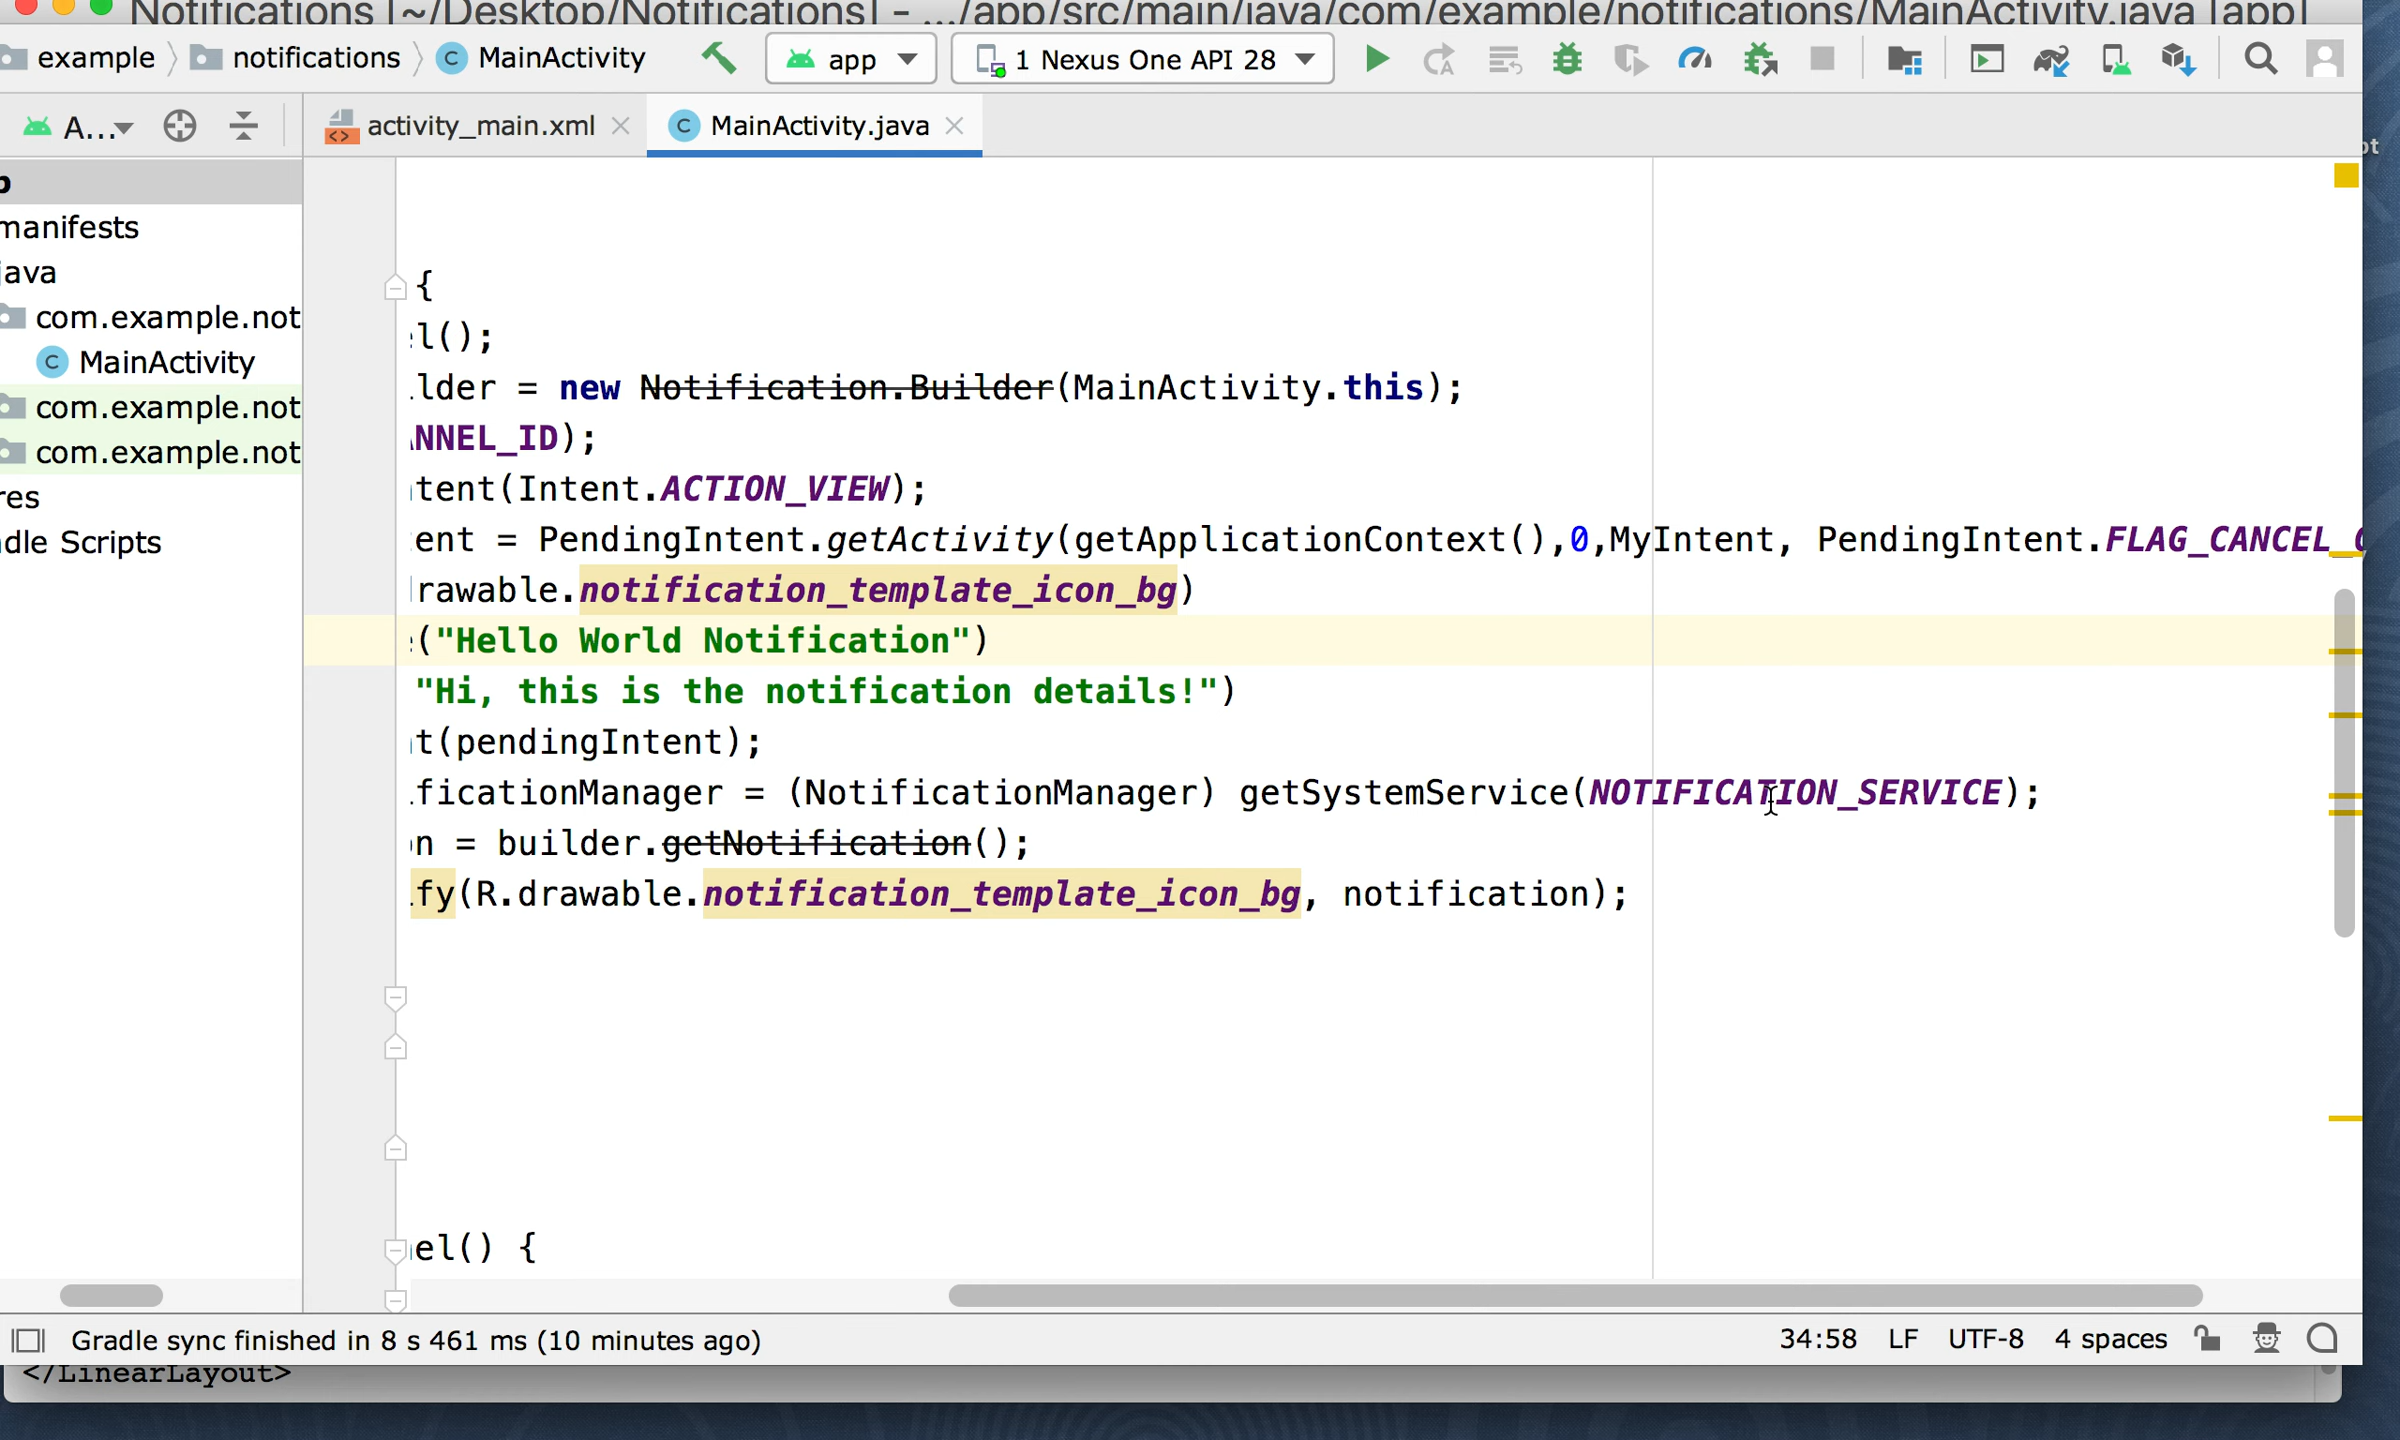 Notifications [~/Desktop/Notifications] - .../app/src/main/java/com/example/notifications/MainActivity.java [app]
example notifications C MainActivity app 1 Nexus One API 28
A... activity_main.xml C MainActivity.java
manifests
java
com.example.not
C MainActivity
com.example.not
com.example.not
res
dle Scripts
{
l();
lder = new Notification.Builder(MainActivity.this);
NNEL_ID);
tent(Intent.ACTION_VIEW);
ent = PendingIntent.getActivity(getApplicationContext(),0,MyIntent, PendingIntent.FLAG_CANCEL_C
rawable.notification_template_icon_bg)
("Hello World Notification")
"Hi, this is the notification details!")
t(pendingIntent);
ficationManager = (NotificationManager) getSystemService(NOTIFICATION_SERVICE);
n = builder.getNotification();
fy(R.drawable.notification_template_icon_bg, notification);
el() {
Gradle sync finished in 8 s 461 ms (10 minutes ago) 34:58 LF UTF-8 4 spaces
</LinearLayout>